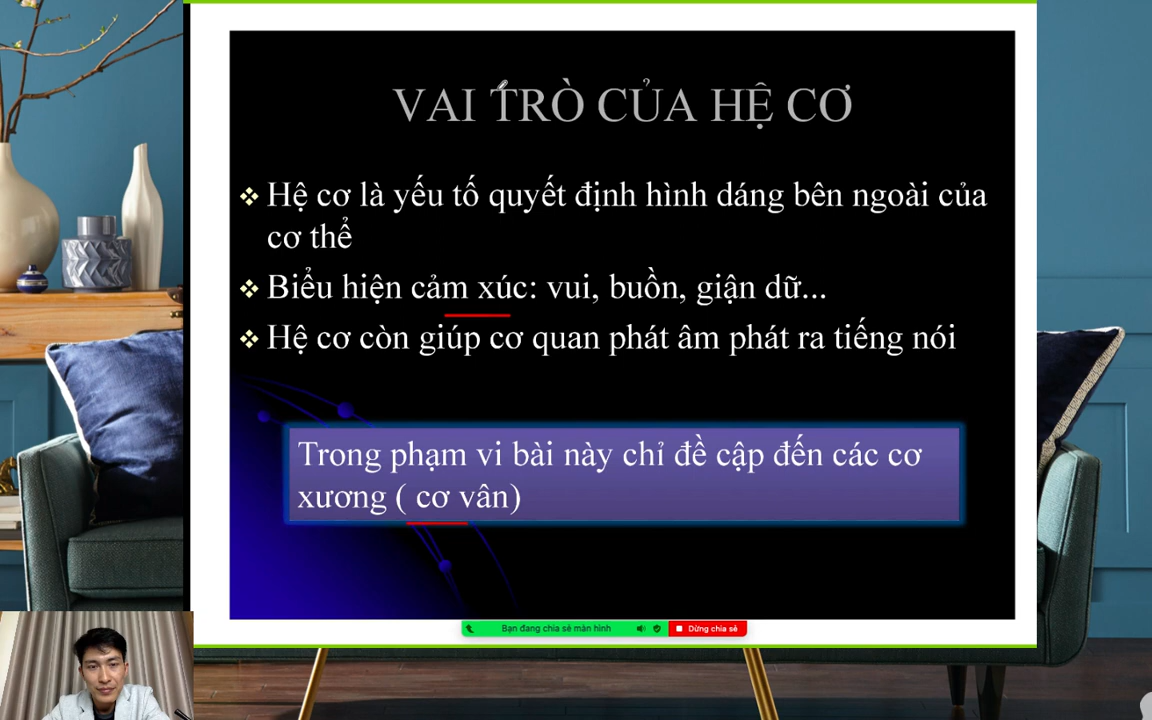 VAI TRÒ CỦA HỆ CƠ
Hệ cơ là yếu tố quyết định hình dáng bên ngoài của
cơ thể
Biểu hiện cảm xúc: vui, buồn, giận dữ...
Hệ cơ còn giúp cơ quan phát âm phát ra tiếng nói
Trong phạm vi bài này chỉ đề cập đến các cơ
xương ( cơ vân)
Bạn đang chia sẻ màn hình
Dừng chia sẻ